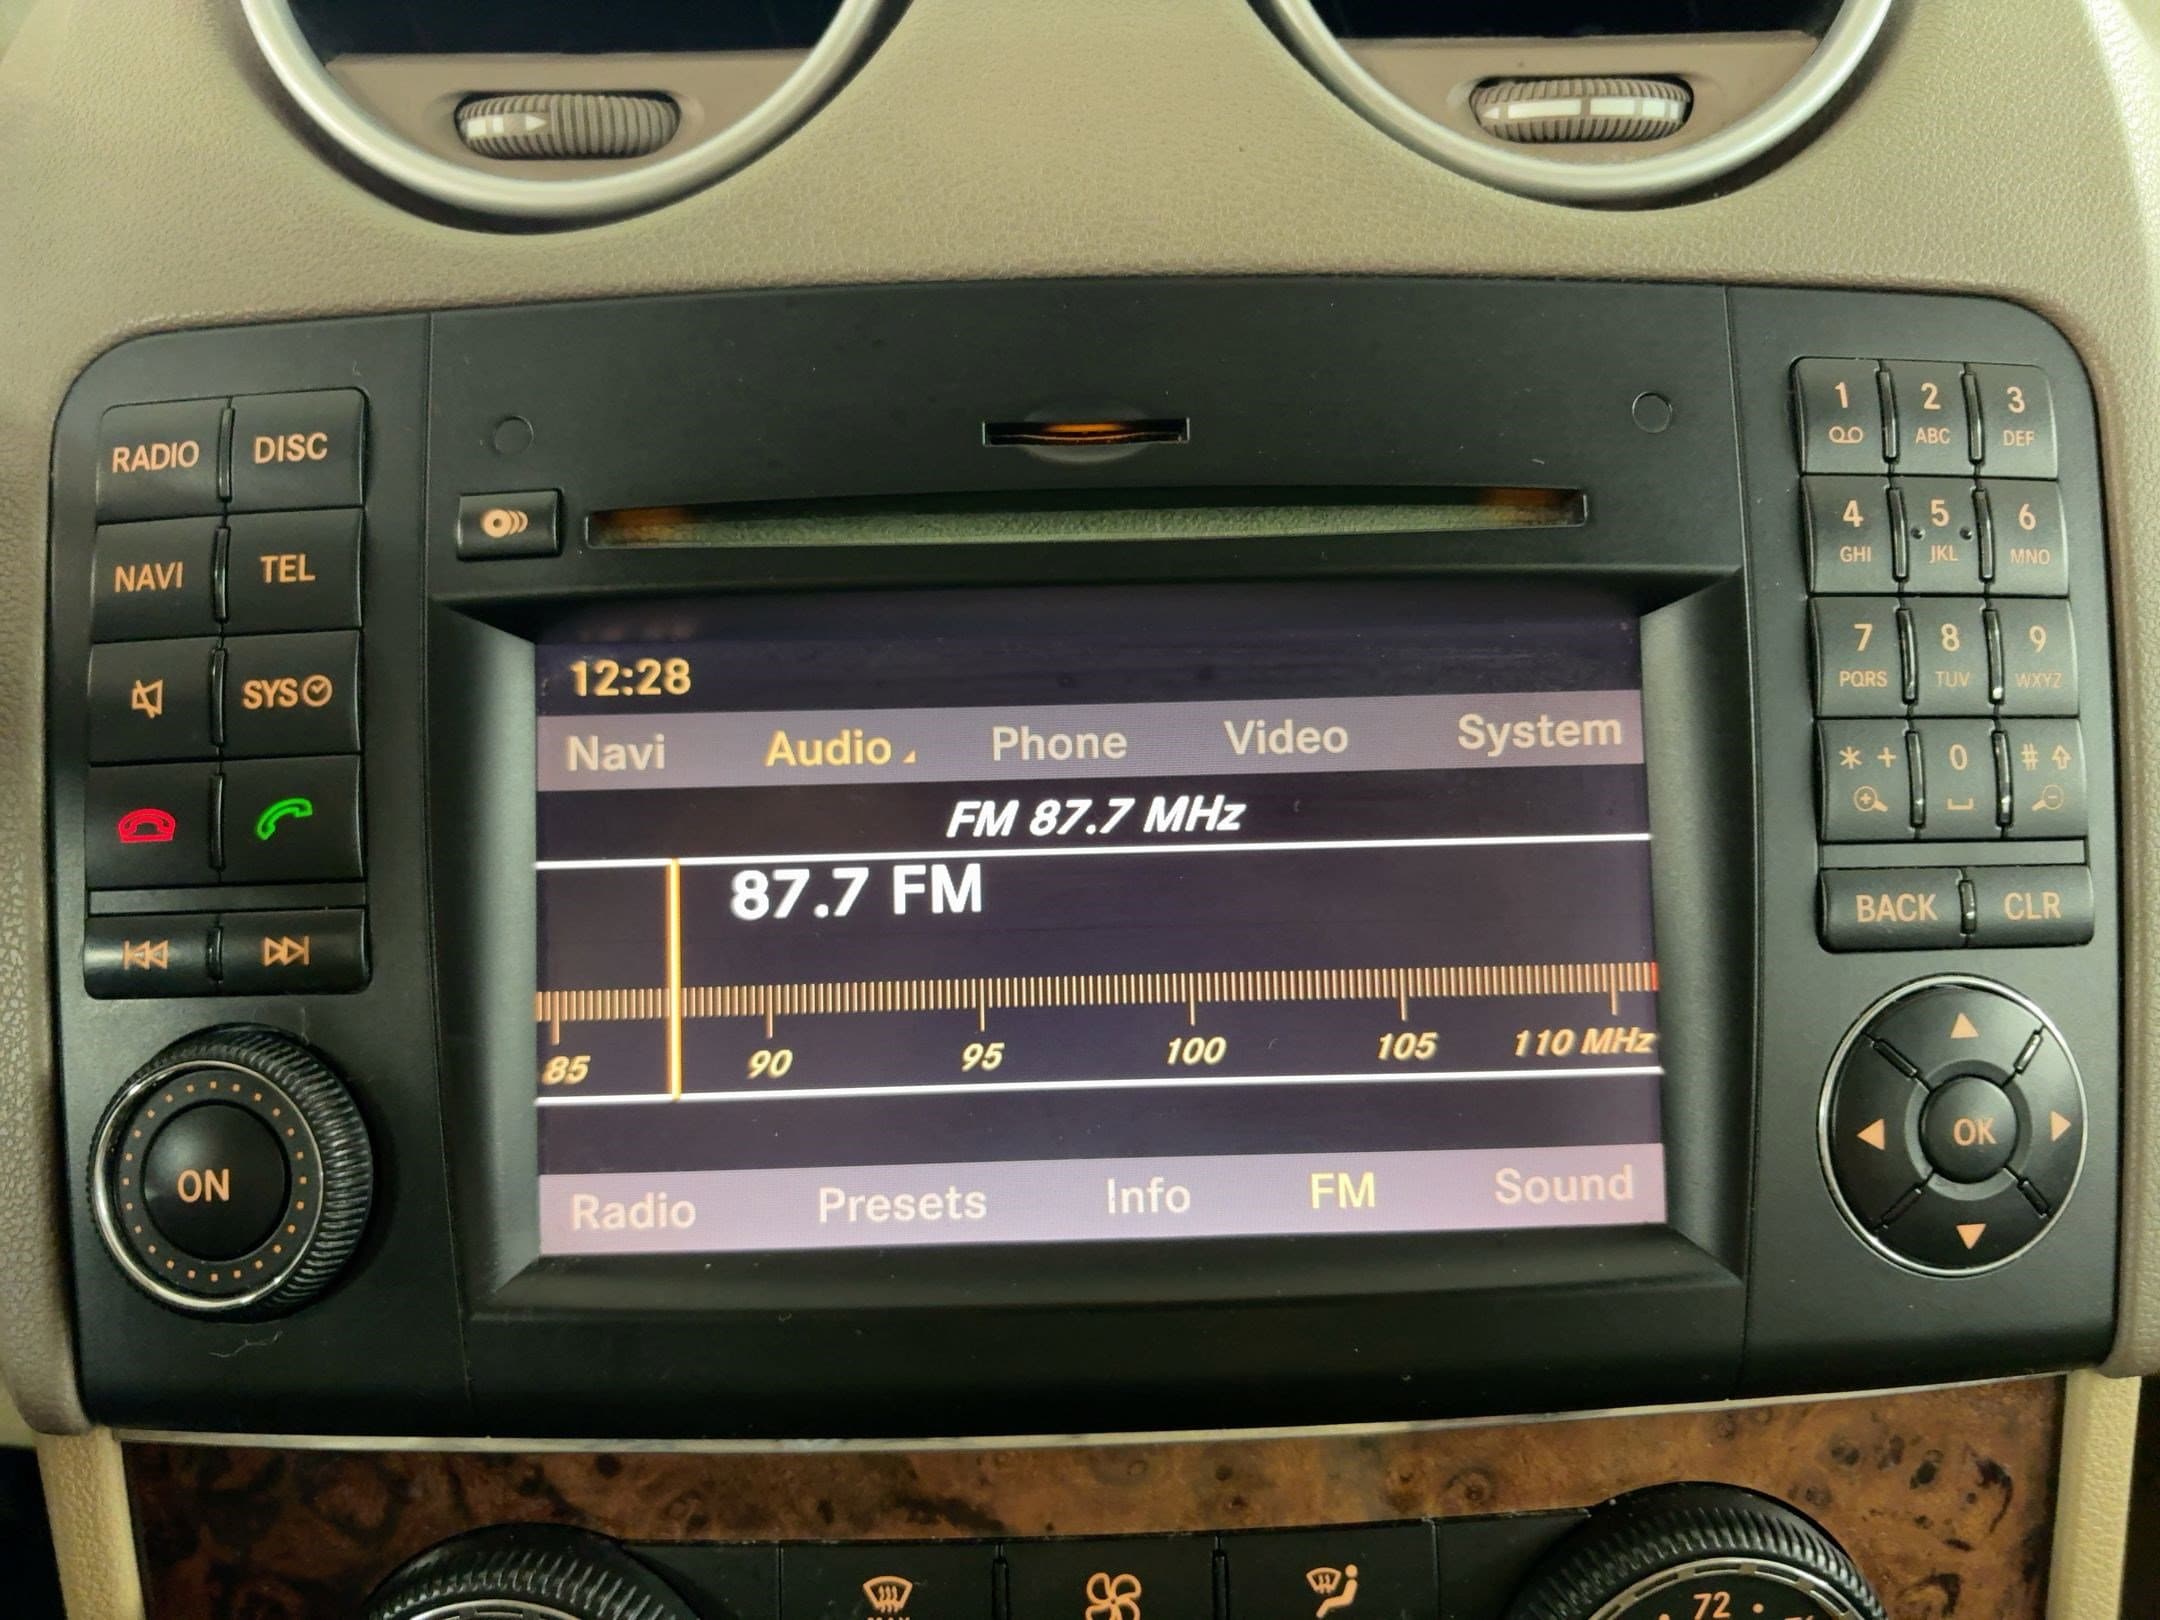 RADIO DISC
NAVI TEL
SYS
ON
12:28
Navi Audio Phone Video System
FM 87.7 MHz
87.7 FM
85 90 95 100 105 110 MHz
Radio Presets Info FM Sound
1 2 3
ABC DEF
4 5 6
GHI JKL MNO
7 8 9
PQRS TUV WXYZ
* + 0 #
BACK CLR
OK
MAX
72